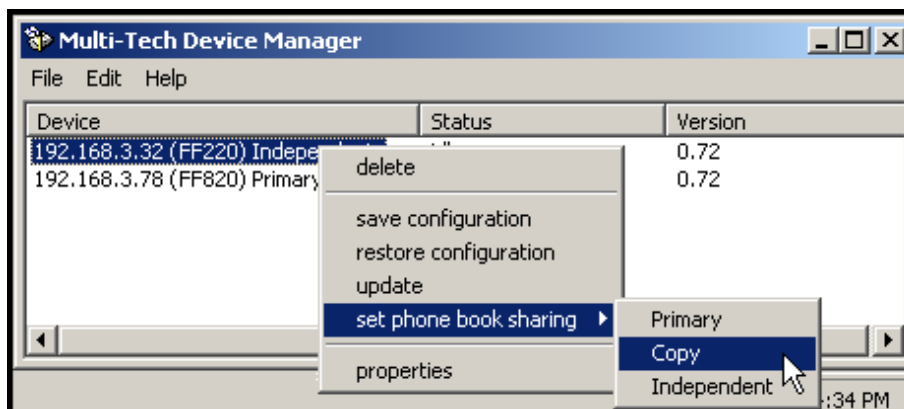 Multi-Tech Device Manager
File Edit Help
Device Status Version
192.168.3.32 (FF220) Indepe 0.72
192.168.3.78 (FF820) Primary 0.72
delete
save configuration
restore configuration
update
set phone book sharing
properties
Primary
Copy
Independent
:34 PM